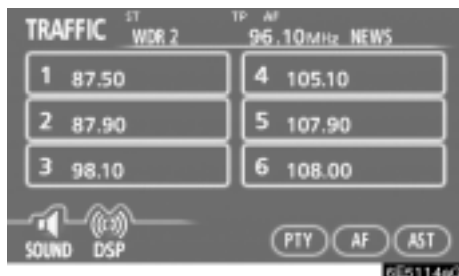 ST TP AF
TRAFFIC WDR 2 96.10MHz NEWS
1 87.50 4 105.10
2 87.90 5 107.90
3 98.10 6 108.00
SOUND DSP PTY AF AST